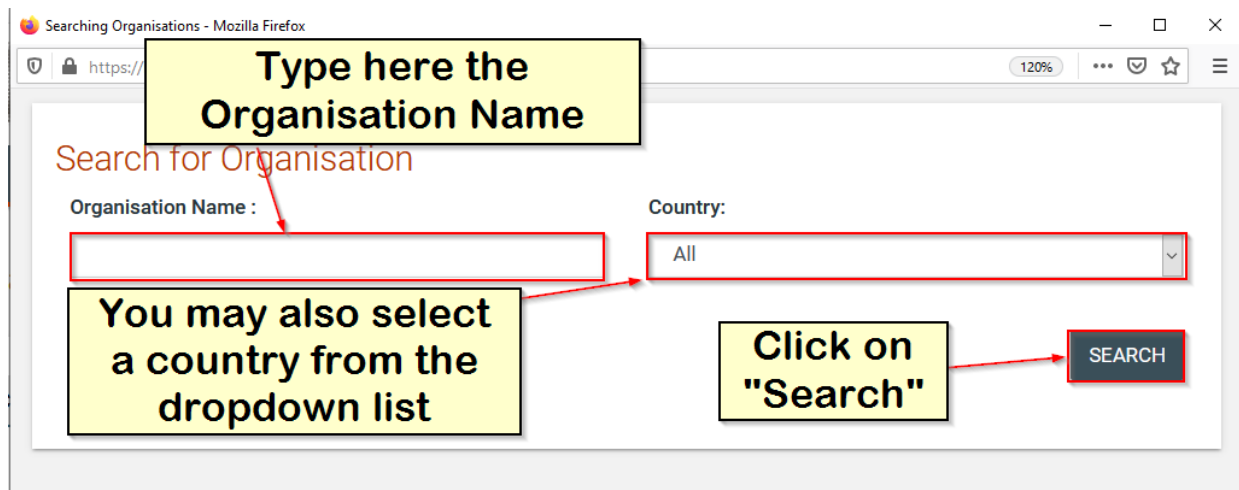 Searching Organisations - Mozilla Firefox
https://
120%
Type here the
Organisation Name
Search for Organisation
Organisation Name :
Country:
All
You may also select
a country from the
dropdown list
Click on
"Search"
SEARCH